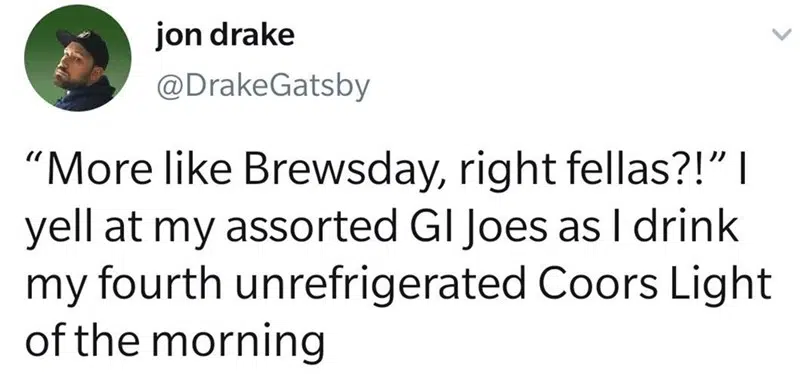 jon drake
@DrakeGatsby
“More like Brewsday, right fellas?!” I
yell at my assorted GI Joes as I drink
my fourth unrefrigerated Coors Light
of the morning